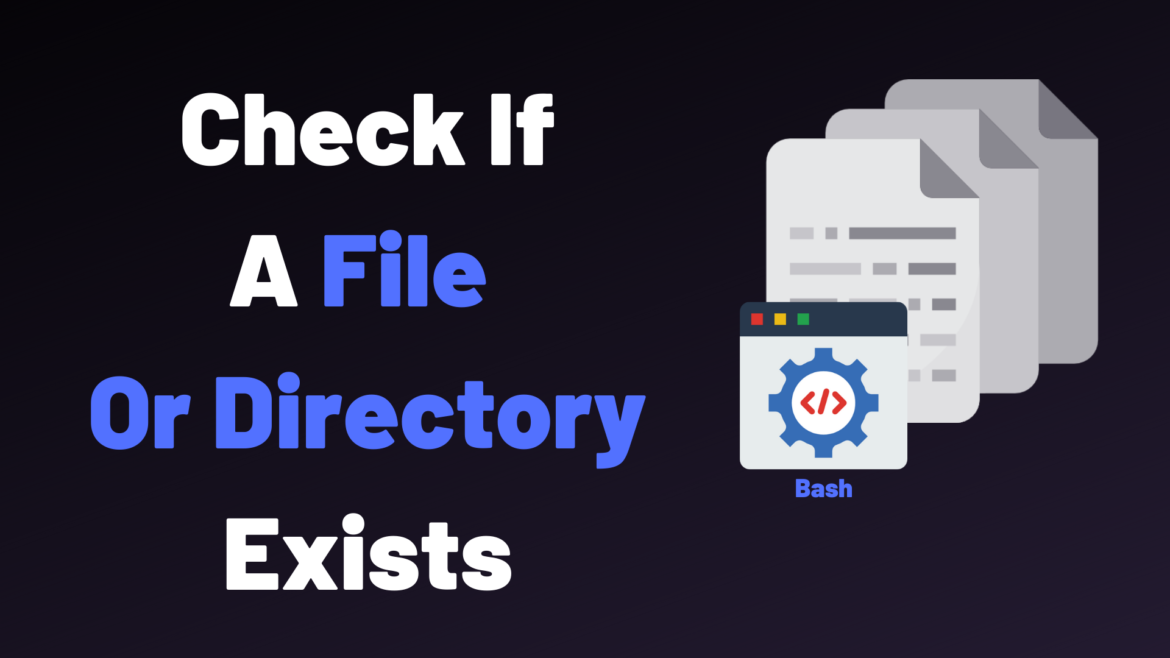 Check If
A File
Or Directory
Exists
</>
Bash